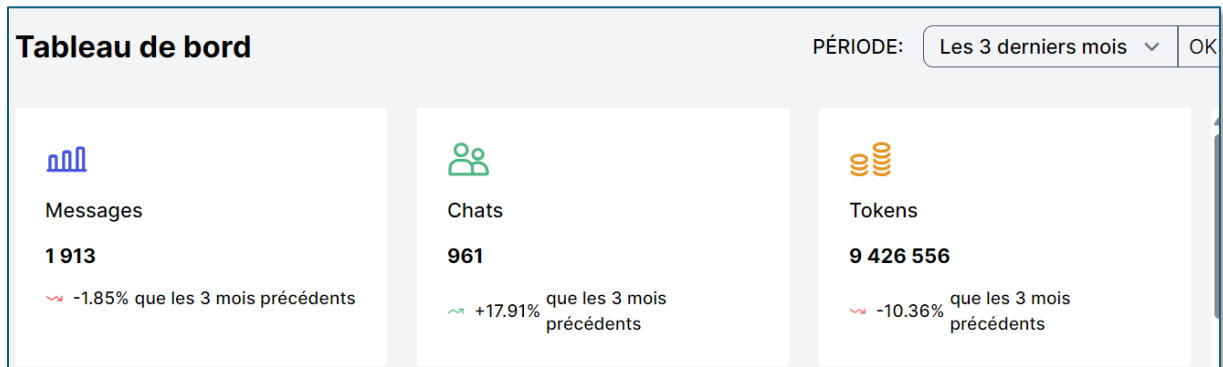 Tableau de bord
PÉRIODE:
Les 3 derniers mois
OK
Messages
1 913
-1.85% que les 3 mois précédents
Chats
961
+17.91% que les 3 mois
précédents
Tokens
9 426 556
-10.36% que les 3 mois
précédents